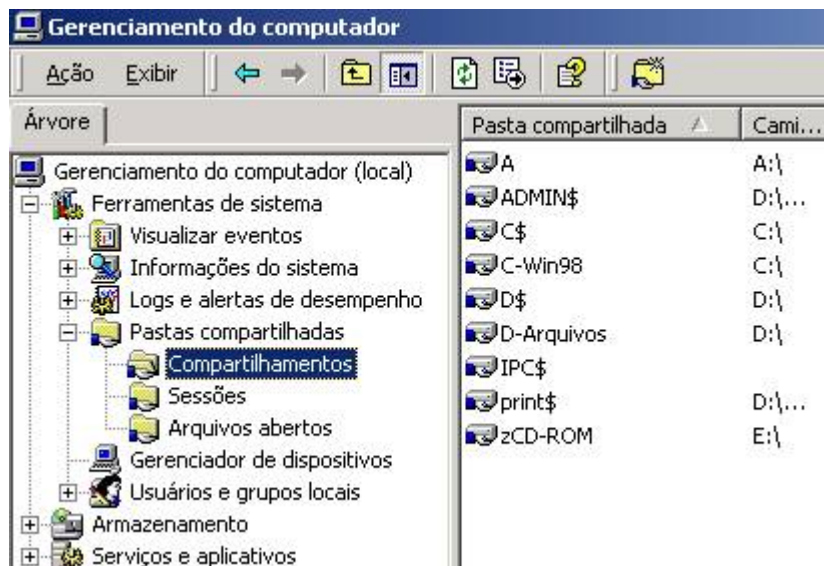 Gerenciamento do computador
Ação Exibir
Árvore
Gerenciamento do computador (local)
Ferramentas de sistema
Visualizar eventos
Informações do sistema
Logs e alertas de desempenho
Pastas compartilhadas
Compartilhamentos
Sessões
Arquivos abertos
Gerenciador de dispositivos
Usuários e grupos locais
Armazenamento
Serviços e aplicativos
Pasta compartilhada Cami...
A A:\
ADMIN$ D:\...
C$ C:\
C-Win98 C:\
D$ D:\
D-Arquivos D:\
IPC$
print$ D:\...
zCD-ROM E:\